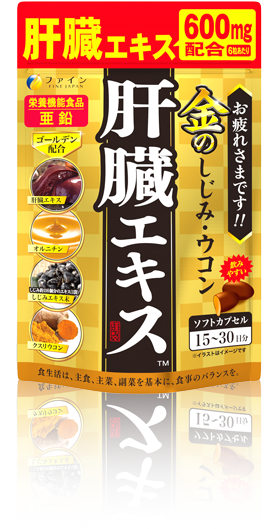 肝臓エキス
600mg
配合 6粒あたり
ファイン
FINE JAPAN
栄養機能食品
亜鉛
ゴールデン
配合
お疲れさまです!!
金の
しじみ・ウコン
肝臓エキス™
肝臓エキス
オルニチン
しじみエキス末
クスリウコン
飲み
やすい
ソフトカプセル
15~30日分
※イラストはイメージです
食生活は、主食、主菜、副菜を基本に、食事のバランスを。